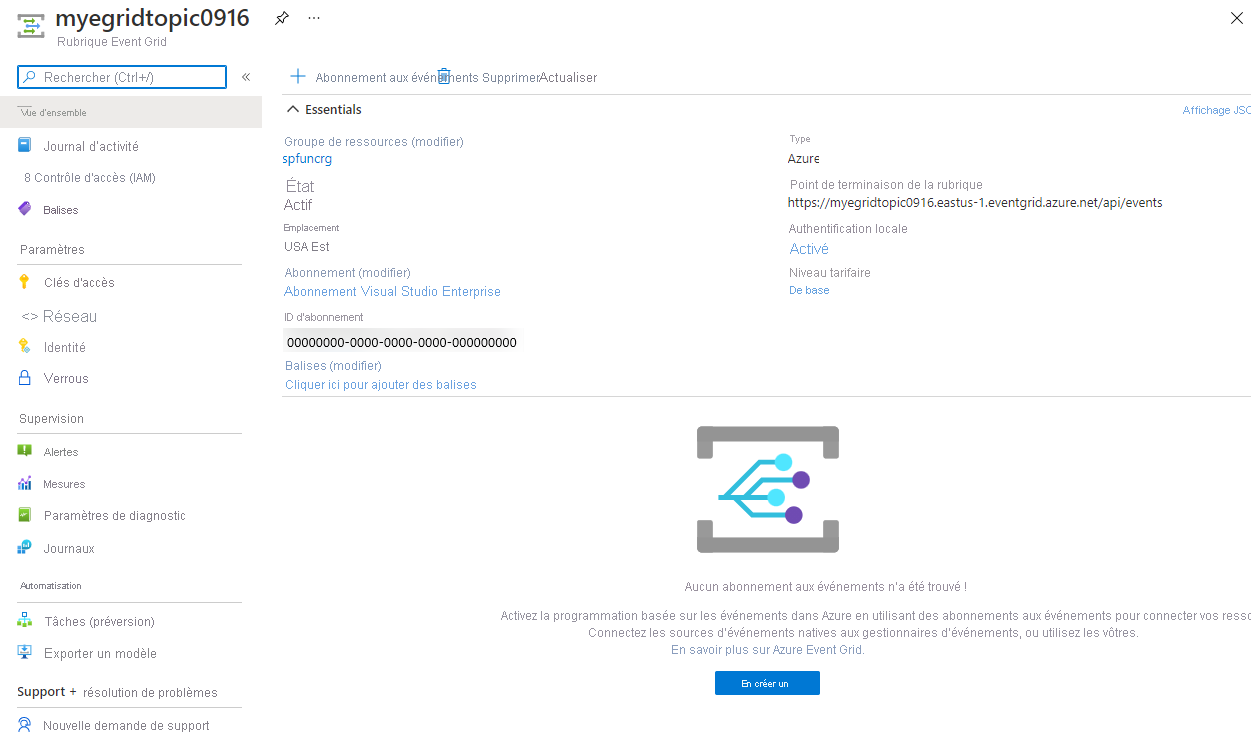 myegridtopic0916
Rubrique Event Grid
Rechercher (Ctrl+/)
Vue d'ensemble
Journal d'activité
8 Contrôle d'accès (IAM)
Balises
Paramètres
Clés d'accès
<> Réseau
Identité
Verrous
Supervision
Alertes
Mesures
Paramètres de diagnostic
Journaux
Automatisation
Tâches (préversion)
Exporter un modèle
Support + résolution de problèmes
Nouvelle demande de support
Abonnement aux événements Supprimer Actualiser
Essentials
Affichage JSO
Groupe de ressources (modifier)
spfuncrg
État
Actif
Emplacement
USA Est
Abonnement (modifier)
Abonnement Visual Studio Enterprise
ID d'abonnement
00000000-0000-0000-0000-000000000
Balises (modifier)
Cliquer ici pour ajouter des balises
Type
Azure
Point de terminaison de la rubrique
https://myegridtopic0916.eastus-1.eventgrid.azure.net/api/events
Authentification locale
Activé
Niveau tarifaire
De base
Aucun abonnement aux événements n'a été trouvé !
Activez la programmation basée sur les événements dans Azure en utilisant des abonnements aux événements pour connecter vos resso
Connectez les sources d'événements natives aux gestionnaires d'événements, ou utilisez les vôtres.
En savoir plus sur Azure Event Grid.
En créer un